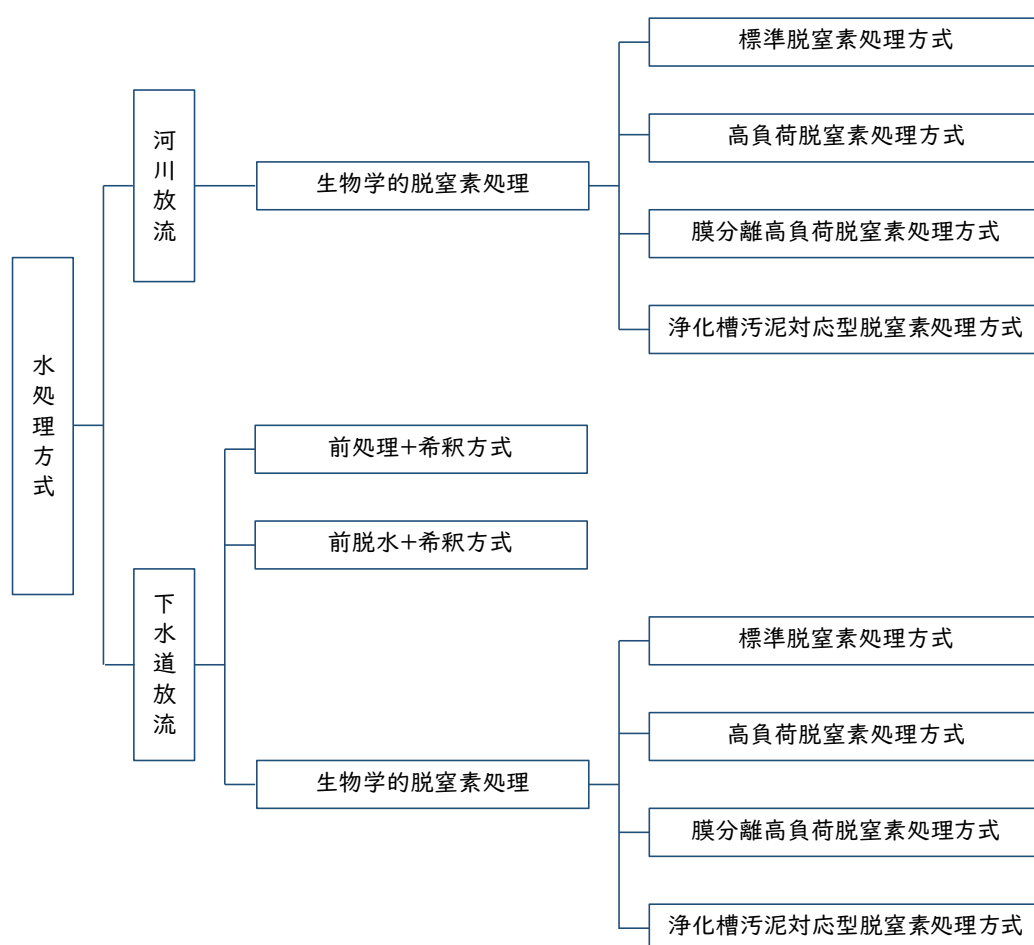 水処理方式
河川放流
生物学的脱窒素処理
標準脱窒素処理方式
高負荷脱窒素処理方式
膜分離高負荷脱窒素処理方式
浄化槽汚泥対応型脱窒素処理方式
下水道放流
前処理+希釈方式
前脱水+希釈方式
生物学的脱窒素処理
標準脱窒素処理方式
高負荷脱窒素処理方式
膜分離高負荷脱窒素処理方式
浄化槽汚泥対応型脱窒素処理方式